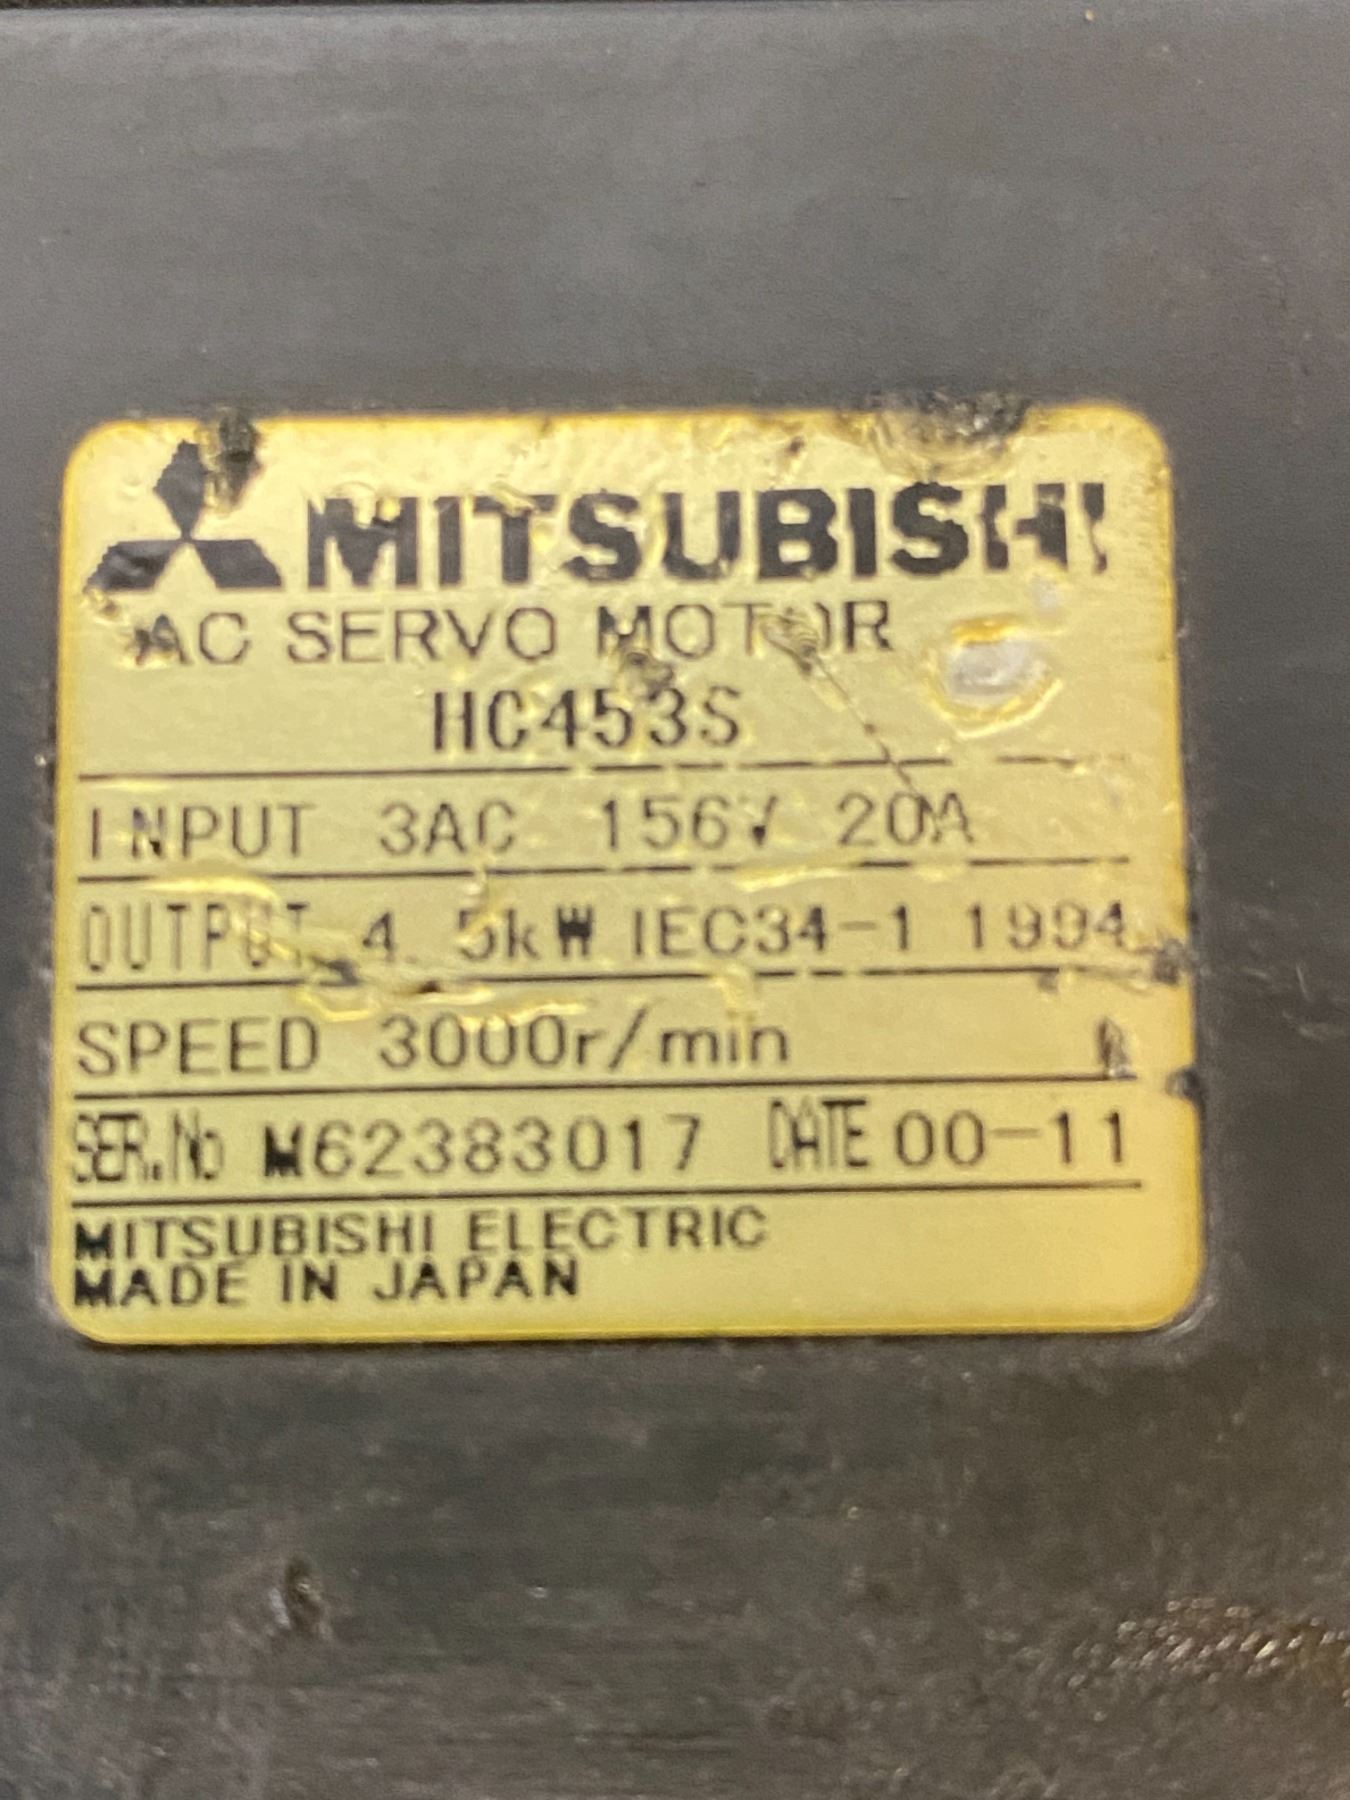 MITSUBISHI
AC SERVO MOTOR
HC453S
INPUT 3AC 156V 20A
OUTPUT 4.5kW IEC34-1 1994
SPEED 3000r/min
SER.No M62383017 DATE 00-11
MITSUBISHI ELECTRIC
MADE IN JAPAN